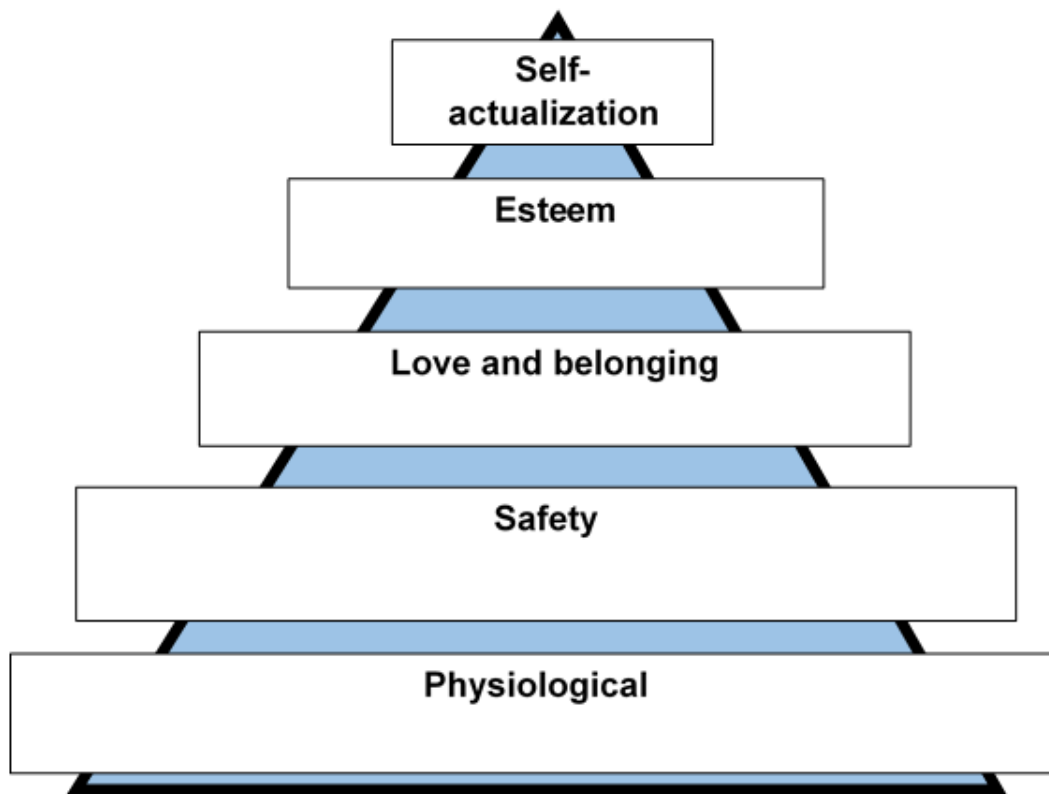 Self-
actualization
Esteem
Love and belonging
Safety
Physiological